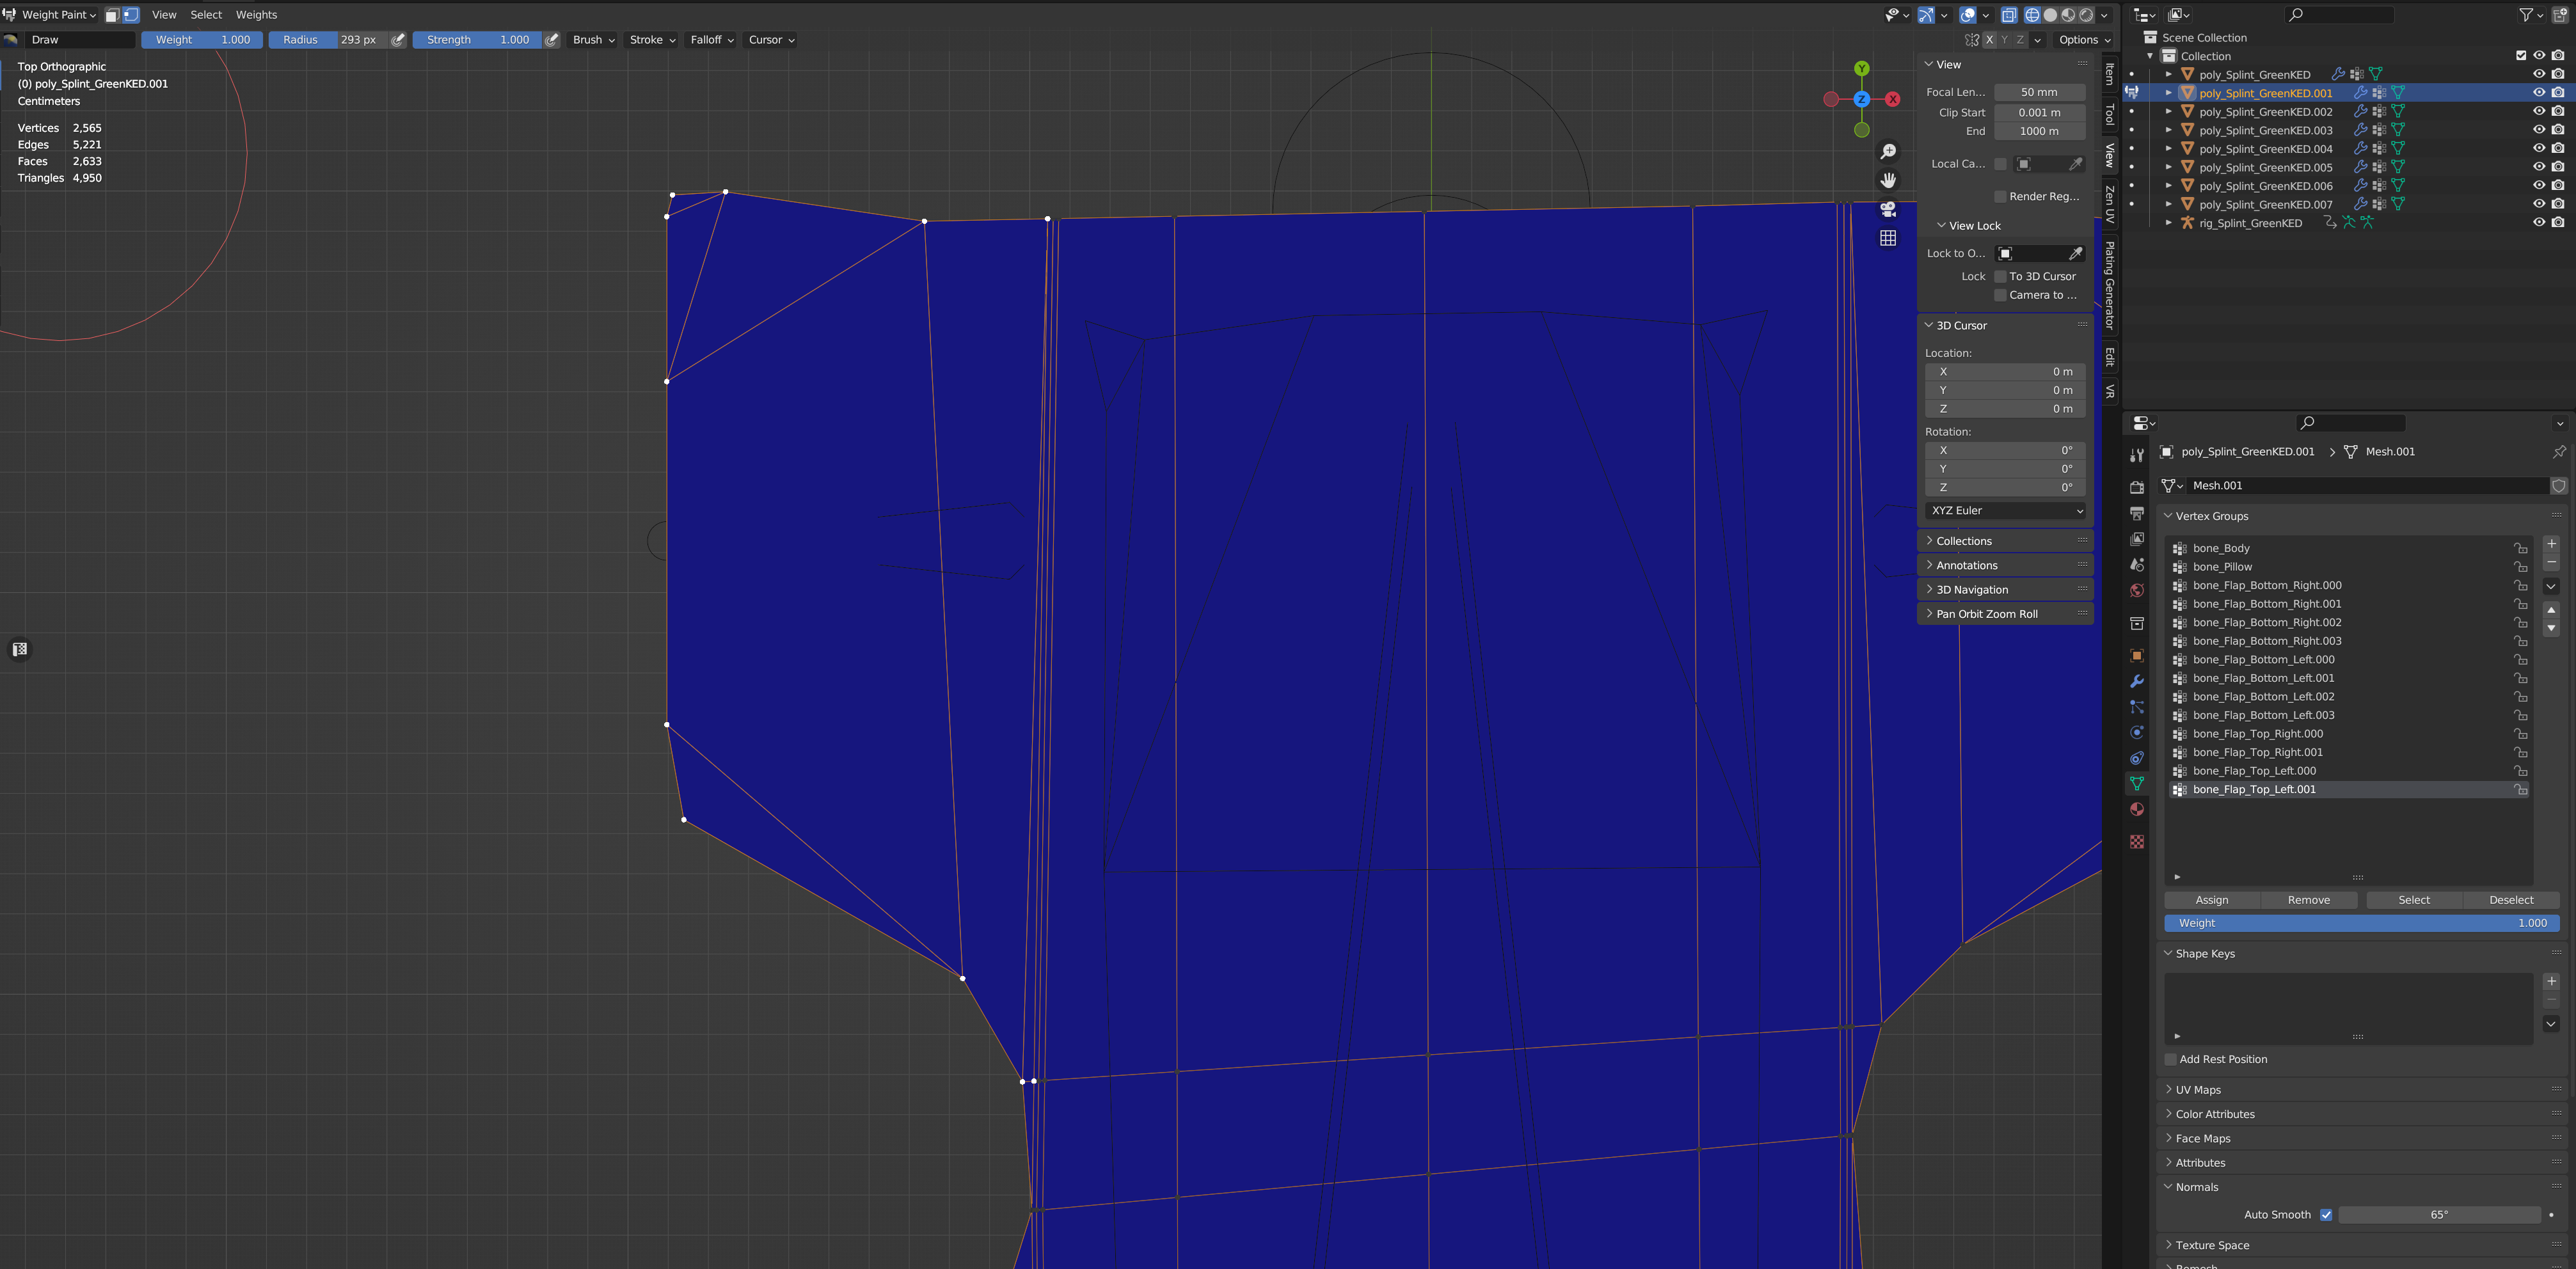 Weight Paint
View Select Weights
Draw Weight 1.000 Radius 293 px Strength 1.000 Brush Stroke Falloff Cursor X Y Z Options
Top Orthographic
(0) poly_Splint_GreenKED.001
Centimeters
Vertices 2,565
Edges 5,221
Faces 2,633
Triangles 4,950
Y
Z X
View
Focal Len... 50 mm
Clip Start 0.001 m
End 1000 m
Local Ca...
Render Reg...
View Lock
Lock to O...
Lock To 3D Cursor
Camera to ...
3D Cursor
Location:
X 0 m
Y 0 m
Z 0 m
Rotation:
X 0°
Y 0°
Z 0°
XYZ Euler
Collections
Annotations
3D Navigation
Pan Orbit Zoom Roll
Item
Tool
View
Zen UV
Plating Generator
Edit
VR
Scene Collection
Collection
poly_Splint_GreenKED
poly_Splint_GreenKED.001
poly_Splint_GreenKED.002
poly_Splint_GreenKED.003
poly_Splint_GreenKED.004
poly_Splint_GreenKED.005
poly_Splint_GreenKED.006
poly_Splint_GreenKED.007
rig_Splint_GreenKED
poly_Splint_GreenKED.001 > Mesh.001
Mesh.001
Vertex Groups
bone_Body
bone_Pillow
bone_Flap_Bottom_Right.000
bone_Flap_Bottom_Right.001
bone_Flap_Bottom_Right.002
bone_Flap_Bottom_Right.003
bone_Flap_Bottom_Left.000
bone_Flap_Bottom_Left.001
bone_Flap_Bottom_Left.002
bone_Flap_Bottom_Left.003
bone_Flap_Top_Right.000
bone_Flap_Top_Right.001
bone_Flap_Top_Left.000
bone_Flap_Top_Left.001
Assign Remove Select Deselect
Weight 1.000
Shape Keys
Add Rest Position
UV Maps
Color Attributes
Face Maps
Attributes
Normals
Auto Smooth 65°
Texture Space
Remesh